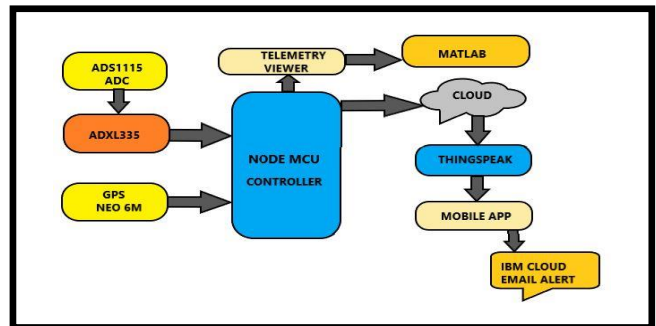 TELEMETRY
VIEWER
MATLAB
ADS1115
ADC
CLOUD
ADXL335
NODE MCU
CONTROLLER
THINGSPEAK
GPS
NEO 6M
MOBILE APP
IBM CLOUD
EMAIL ALERT